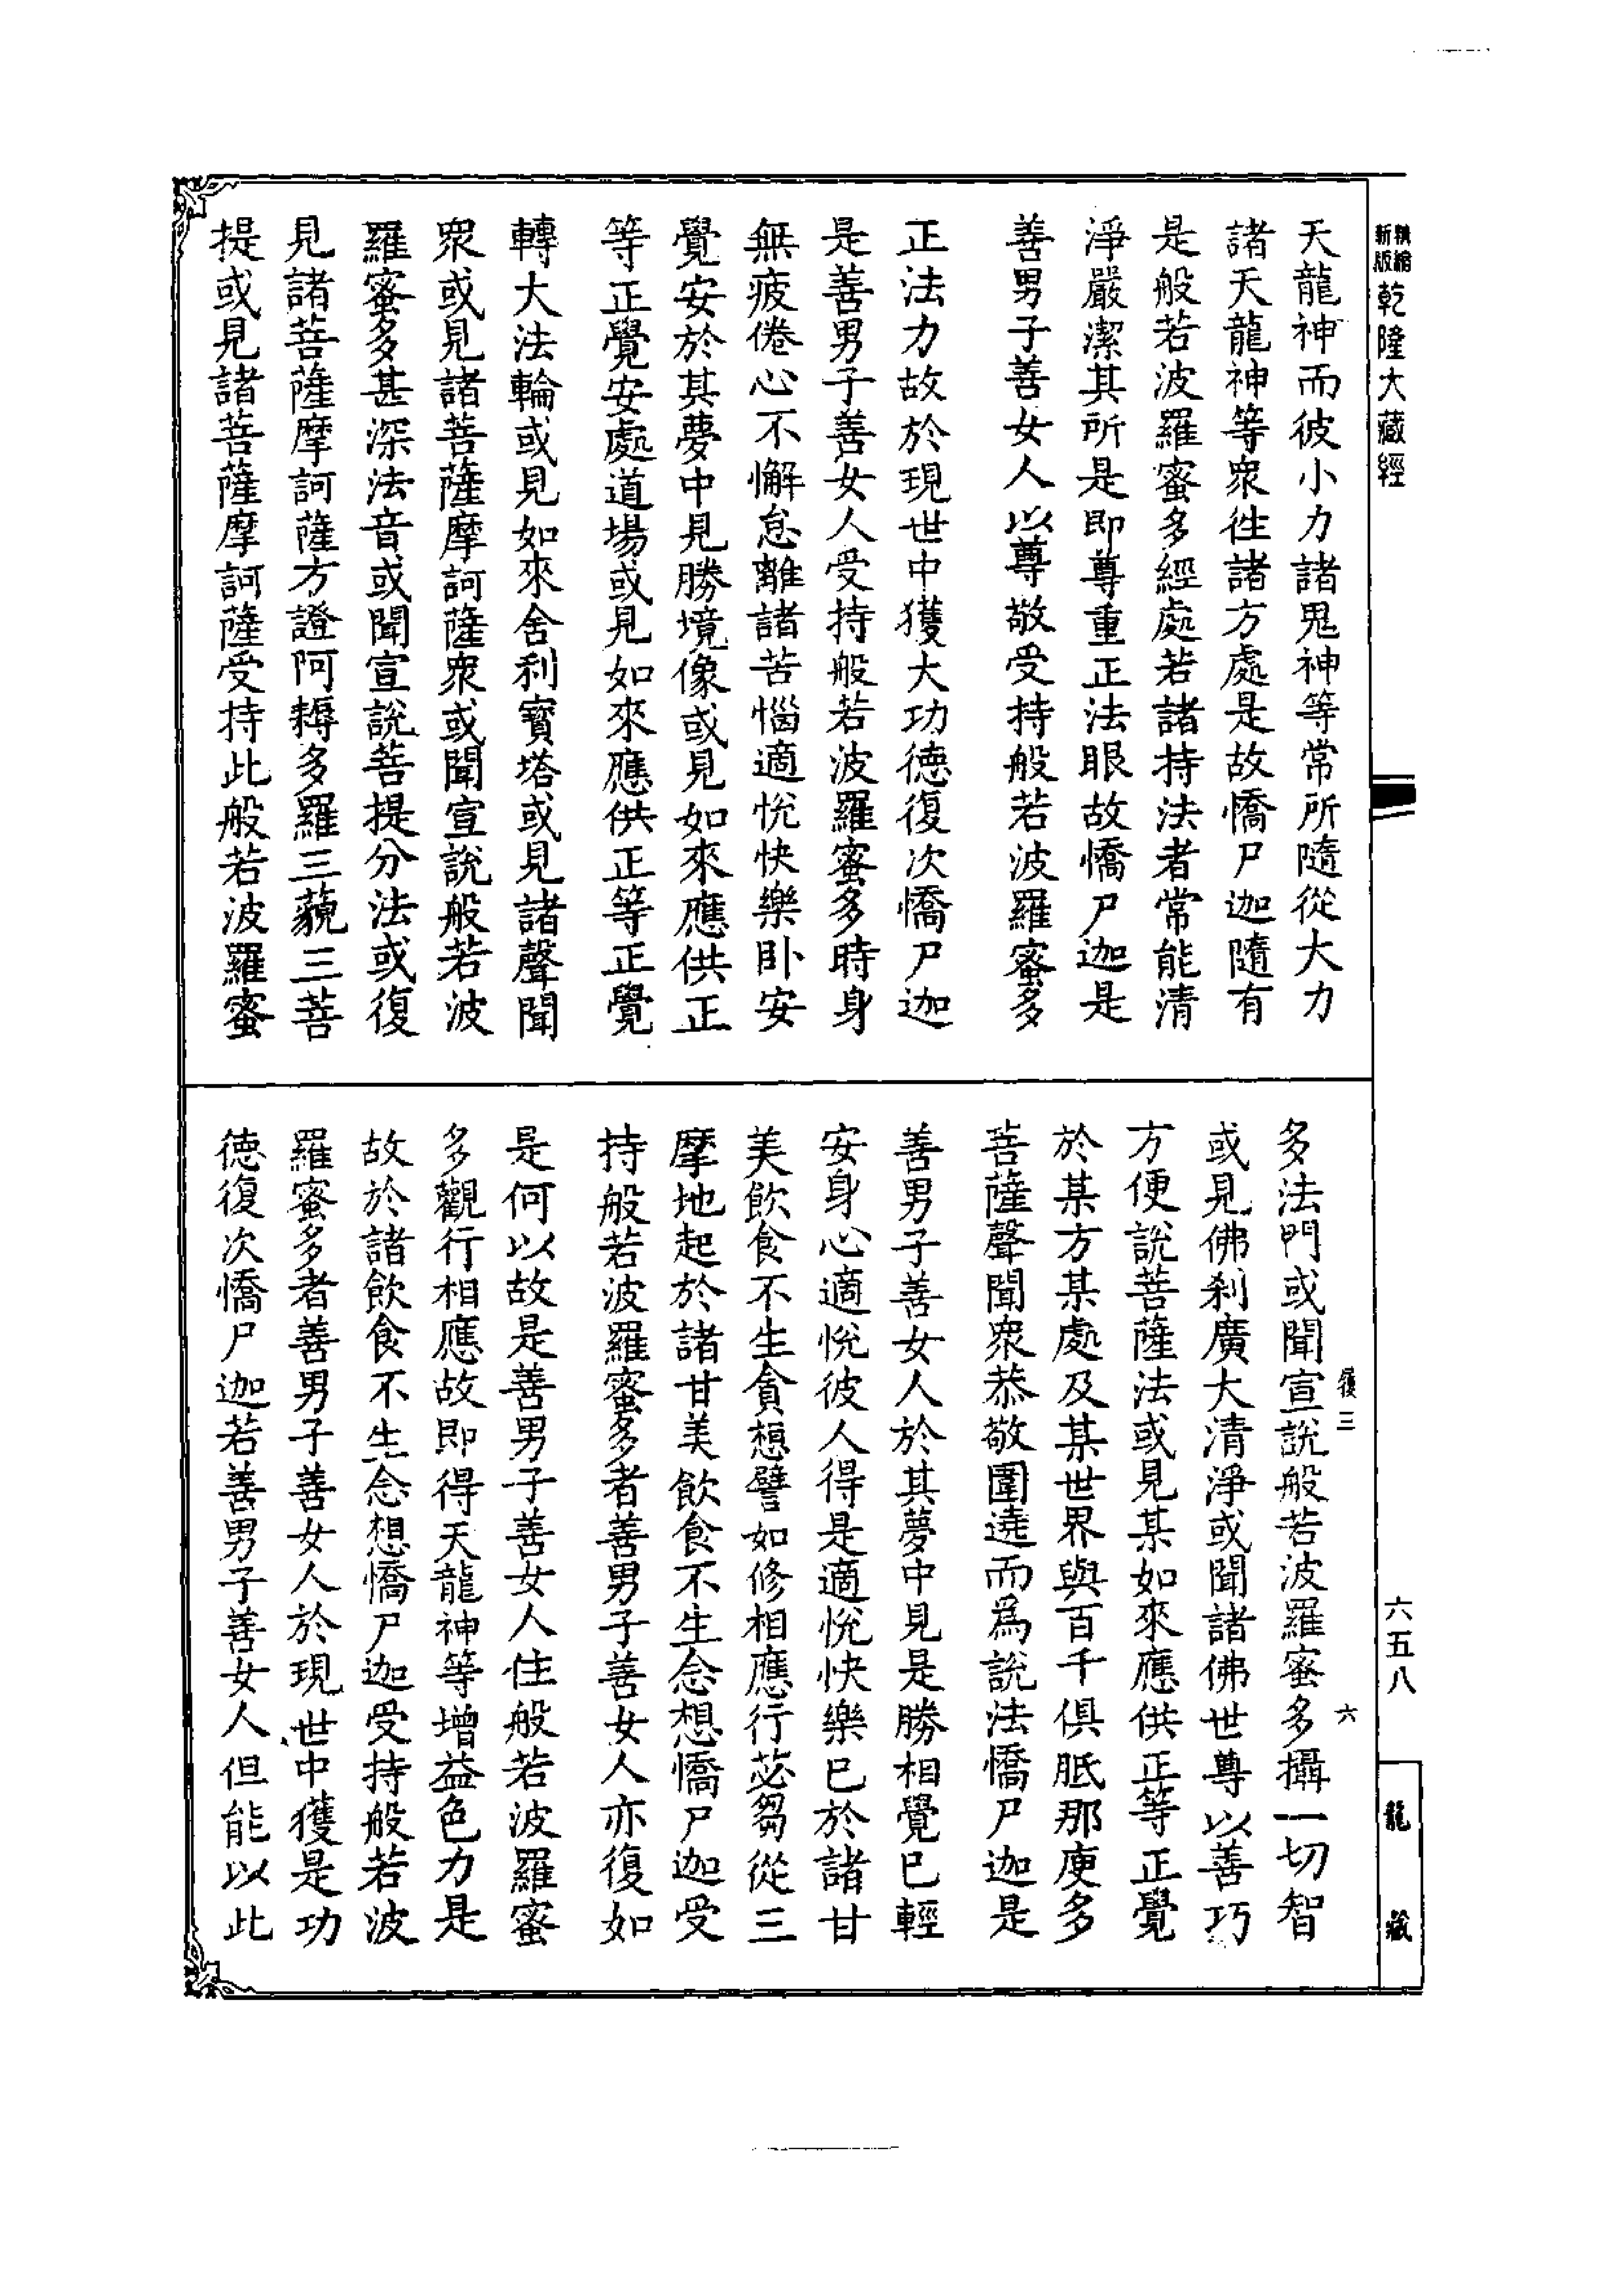 精縮
新版
乾隆大藏經
天龍神而彼小力諸鬼神等常所隨從大力
諸天龍神等衆徃諸方處是故憍尸迦隨有
是般若波羅蜜多經處若諸持法者常能清
淨嚴潔其所是即尊重正法眼故憍尸迦是
善男子善女人以尊敬受持般若波羅蜜多
正法力故於現世中獲大功德復次憍尸迦
是善男子善女人受持般若波羅蜜多時身
無疲倦心不懈怠離諸苦惱適悅快樂卧安
覺安於其夢中見勝境像或見如來應供正
等正覺安處道場或見如來應供正等正覺
轉大法輪或見如來舍利寶塔或見諸聲聞
衆或見諸菩薩摩訶薩衆或聞宣說般若波
羅蜜多甚深法音或聞宣說菩提分法或復
見諸菩薩摩訶薩方證阿耨多羅三藐三菩
提或見諸菩薩摩訶薩受持此般若波羅蜜
履三
六
多法門或聞宣說般若波羅蜜多攝一切智
或見佛刹廣大清淨或聞諸佛世尊以善巧
方便說菩薩法或見某如來應供正等正覺
於某方某處及某世界與百千俱胝那庾多
菩薩聲聞衆恭敬圍遶而爲說法憍尸迦是
善男子善女人於其夢中見是勝相覺已輕
安身心適悅彼人得是適悅快樂已於諸甘
美飲食不生貪想譬如修相應行苾芻從三
摩地起於諸甘美飲食不生念想憍尸迦受
持般若波羅蜜多者善男子善女人亦復如
是何以故是善男子善女人住般若波羅蜜
多觀行相應故即得天龍神等增益色力是
故於諸飲食不生念想憍尸迦受持般若波
羅蜜多者善男子善女人於現世中獲是功
德復次憍尸迦若善男子善女人但能以此
六五八
龍藏